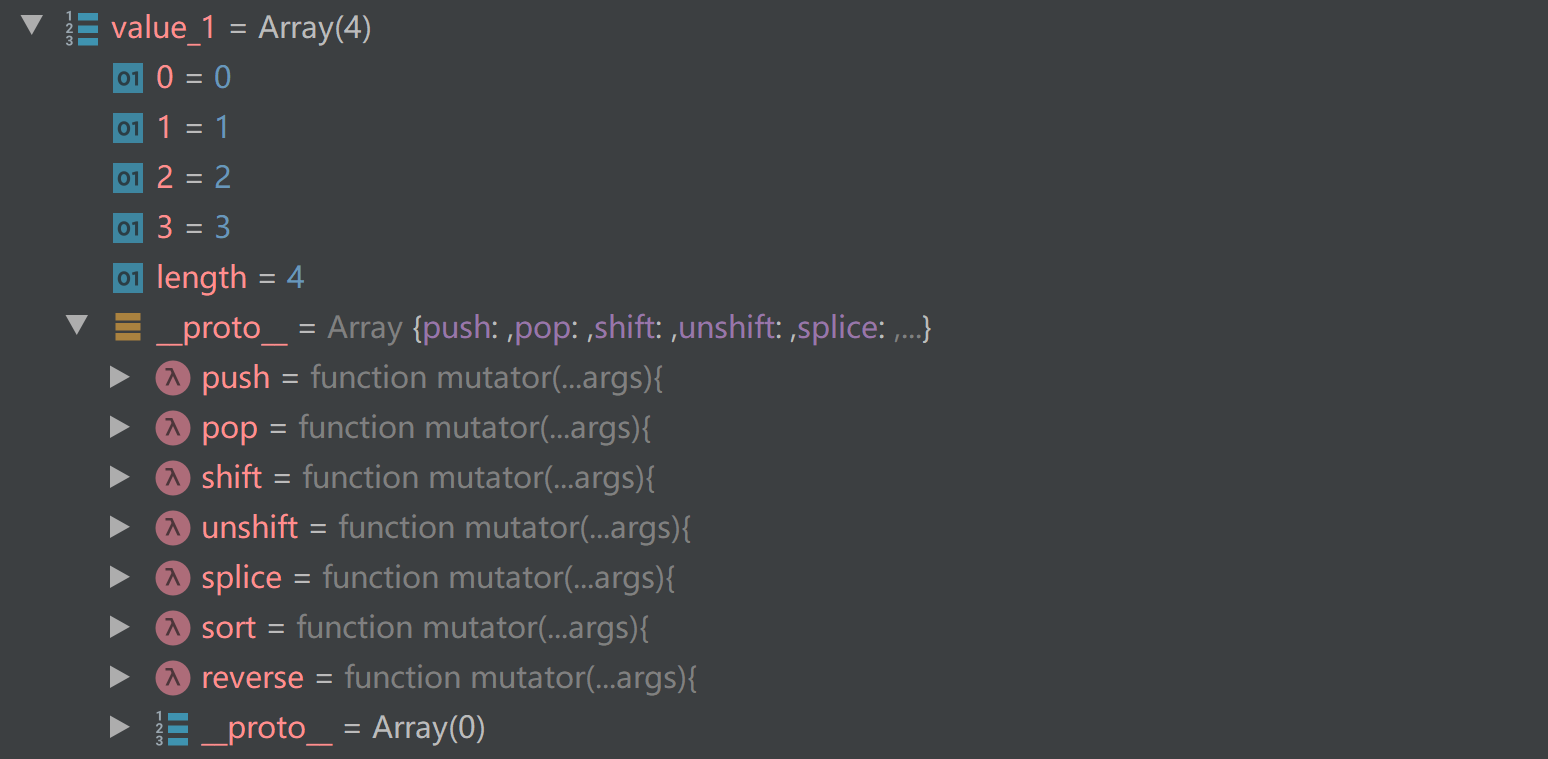 value_1 = Array(4)
01 0 = 0
01 1 = 1
01 2 = 2
01 3 = 3
01 length = 4
__proto__ = Array {push: ,pop: ,shift: ,unshift: ,splice: ,...}
λ push = function mutator(...args){
λ pop = function mutator(...args){
λ shift = function mutator(...args){
λ unshift = function mutator(...args){
λ splice = function mutator(...args){
λ sort = function mutator(...args){
λ reverse = function mutator(...args){
__proto__ = Array(0)